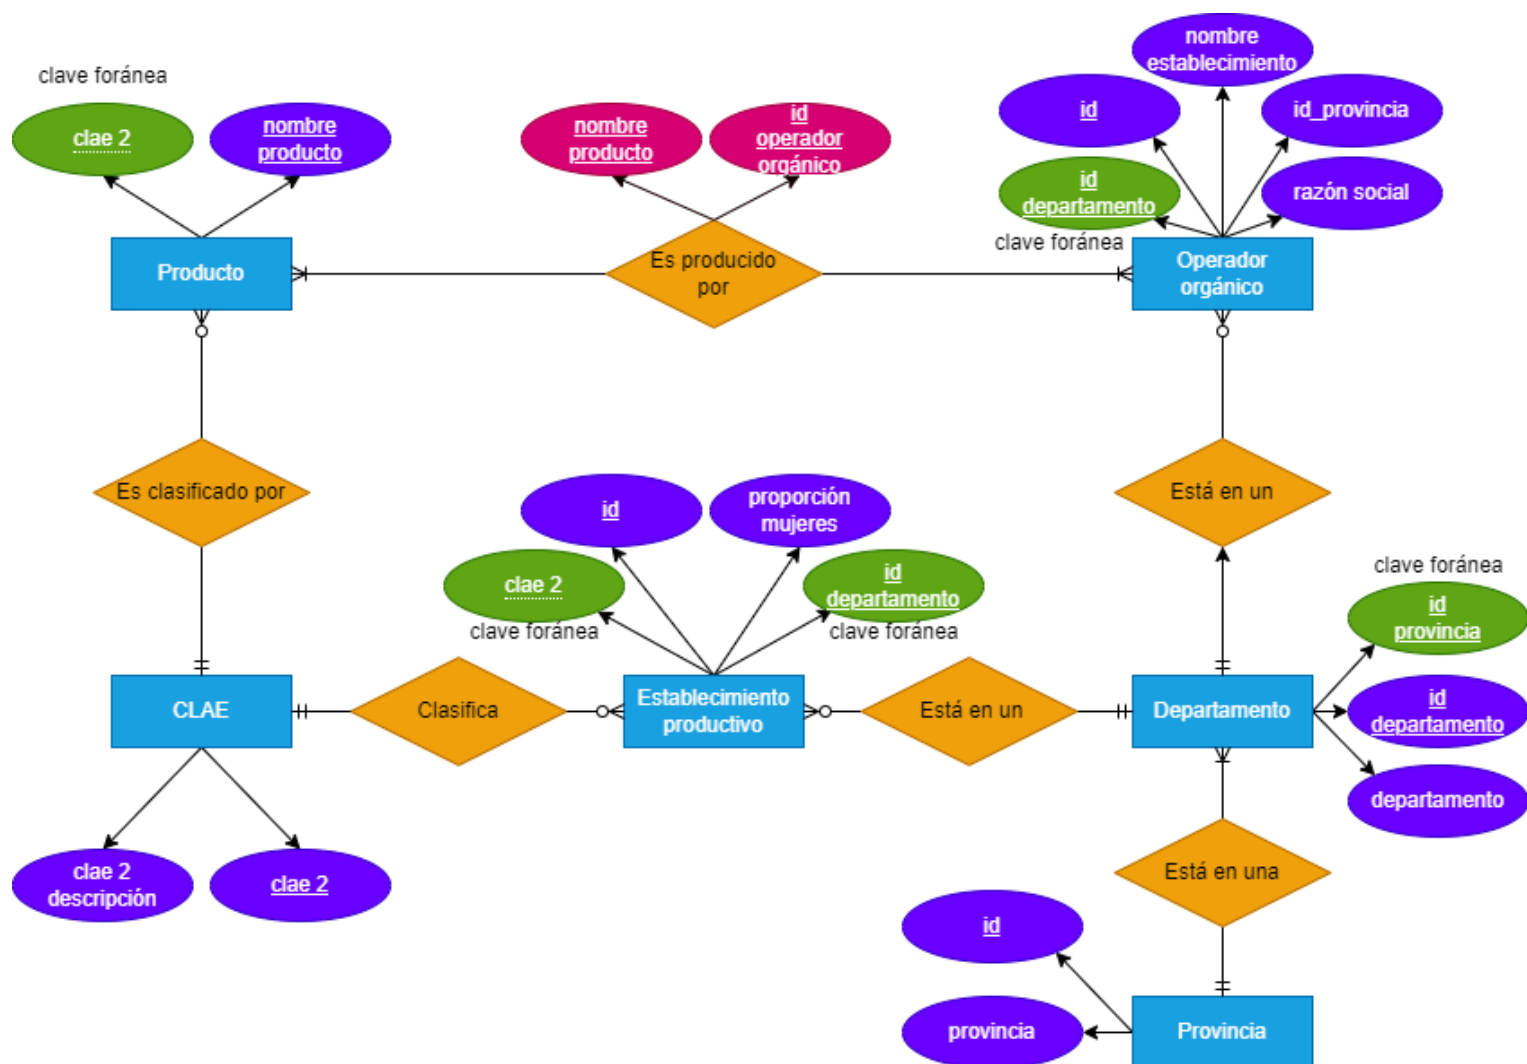 nombre
establecimiento
clave foránea
clae 2
nombre
producto
nombre
producto
id
operador
orgánico
id
id_provincia
id
departamento
razón social
clave foránea
Producto
Es producido
por
Operador
orgánico
Es clasificado por
id
proporción
mujeres
Está en un
clae 2
id
departamento
clave foránea
clave foránea
clave foránea
id
provincia
CLAE
Clasifica
Establecimiento
productivo
Está en un
Departamento
id
departamento
departamento
clae 2
descripción
clae 2
Está en una
id
provincia
Provincia